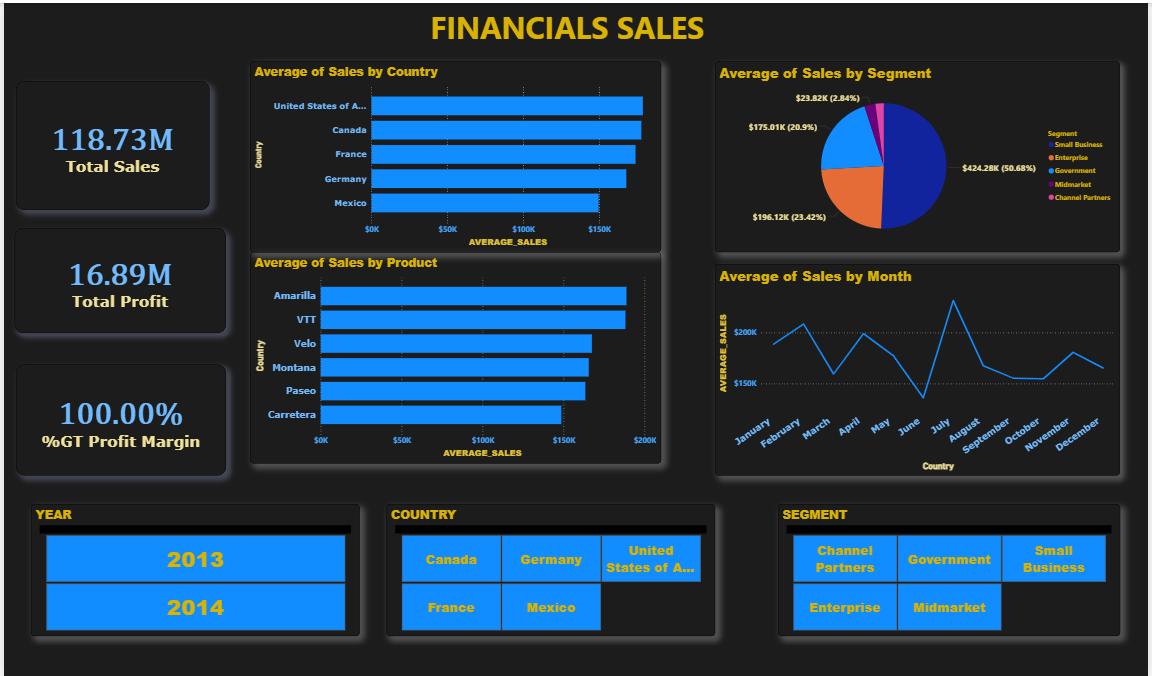 FINANCIALS SALES
118.73M
Total Sales
16.89M
Total Profit
100.00%
%GT Profit Margin
Average of Sales by Country
Country
United States of A...
Canada
France
Germany
Mexico
$0K $50K $100K $150K
AVERAGE_SALES
Average of Sales by Product
Country
Amarilla
VTT
Velo
Montana
Paseo
Carretera
$0K $50K $100K $150K $200K
AVERAGE_SALES
Average of Sales by Segment
$23.82K (2.84%)
$175.01K (20.9%)
$424.28K (50.68%)
$196.12K (23.42%)
Segment
Small Business
Enterprise
Government
Midmarket
Channel Partners
Average of Sales by Month
AVERAGE_SALES
$200K
$150K
January February March April May June July August September October November December
Country
YEAR
2013
2014
COUNTRY
Canada
Germany
United
States of A...
France
Mexico
SEGMENT
Channel
Partners
Government
Small
Business
Enterprise
Midmarket